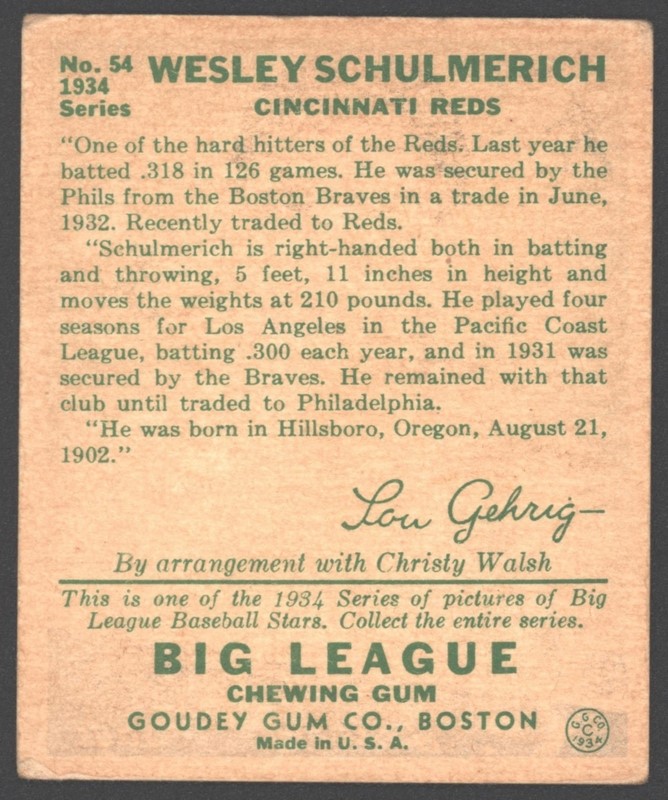 No. 54
1934
Series
WESLEY SCHULMERICH
CINCINNATI REDS
"One of the hard hitters of the Reds. Last year he
batted .318 in 126 games. He was secured by the
Phils from the Boston Braves in a trade in June,
1932. Recently traded to Reds.
"Schulmerich is right-handed both in batting
and throwing, 5 feet, 11 inches in height and
moves the weights at 210 pounds. He played four
seasons for Los Angeles in the Pacific Coast
League, batting .300 each year, and in 1931 was
secured by the Braves. He remained with that
club until traded to Philadelphia.
"He was born in Hillsboro, Oregon, August 21,
1902."
Lou Gehrig
By arrangement with Christy Walsh
This is one of the 1934 Series of pictures of Big
League Baseball Stars. Collect the entire series.
BIG LEAGUE
CHEWING GUM
GOUDEY GUM CO., BOSTON
Made in U. S. A.
G G CO
C
1934